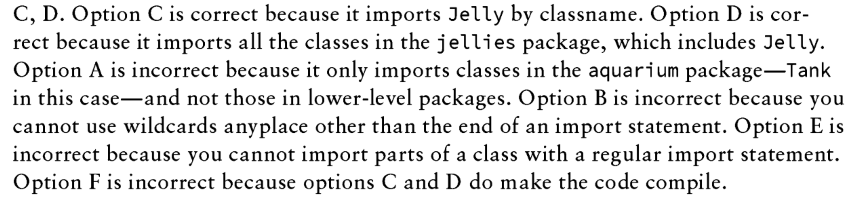 C, D. Option C is correct because it imports Jelly by classname. Option D is cor-
rect because it imports all the classes in the jellies package, which includes Jelly.
Option A is incorrect because it only imports classes in the aquarium package—Tank
in this case—and not those in lower-level packages. Option B is incorrect because you
cannot use wildcards anyplace other than the end of an import statement. Option E is
incorrect because you cannot import parts of a class with a regular import statement.
Option F is incorrect because options C and D do make the code compile.